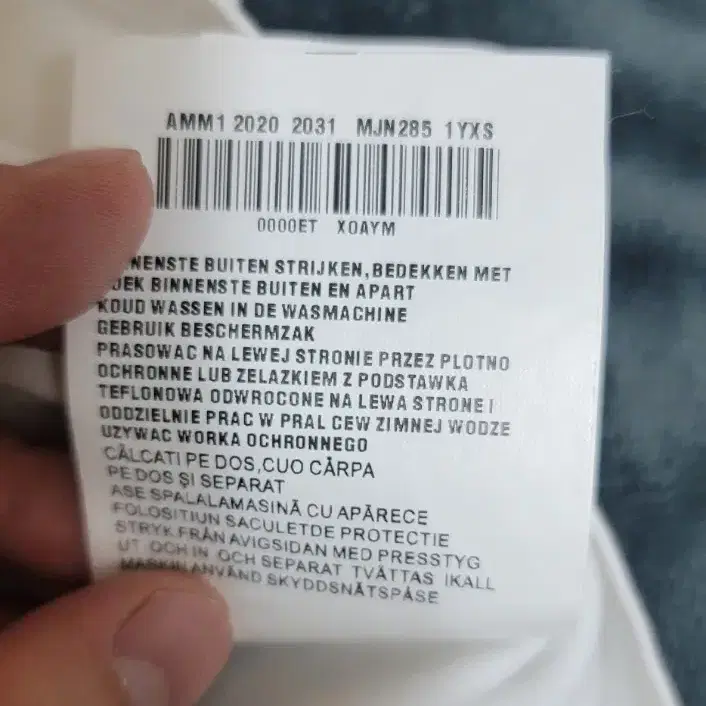 AMM1 2020 2031 MJN285 1YXS
0000ET X0AYM
BUITEN STRIJKEN, BEDEKKEN MET
BINNENSTE BUITEN EN APART
KOUD WASSEN IN DE WASMACHINE
GEBRUIK BESCHERMZAK
PRASOWAC NA LEWEJ STRONIE PRZEZ PLOTNO
OCHRONNE LUB ZELAZKIEM Z PODSTAWKA
TEFLONOWA ODWROCONE NA LEWA STRONE I
ODDZIELNIE PRAC W PRAL CEW ZIMNEJ WODZE
UZYWAC WORKA OCHRONNEGO
CĂLCATI PE DOS,CUO CÂRPA
PE DOS ŞI SEPARAT
ASE SPALALAMASINĂ CU APĂRECE
FOLOSITIUN SACULETDE PROTECTIE
STRYK.FRÅN AVIGSIDAN MED PRESSTYG
UT OCH IN OCH SEPARAT TVÅTTAS IKALL
MASKIN ANVÄND SKYDDSNÄTSPÅSE